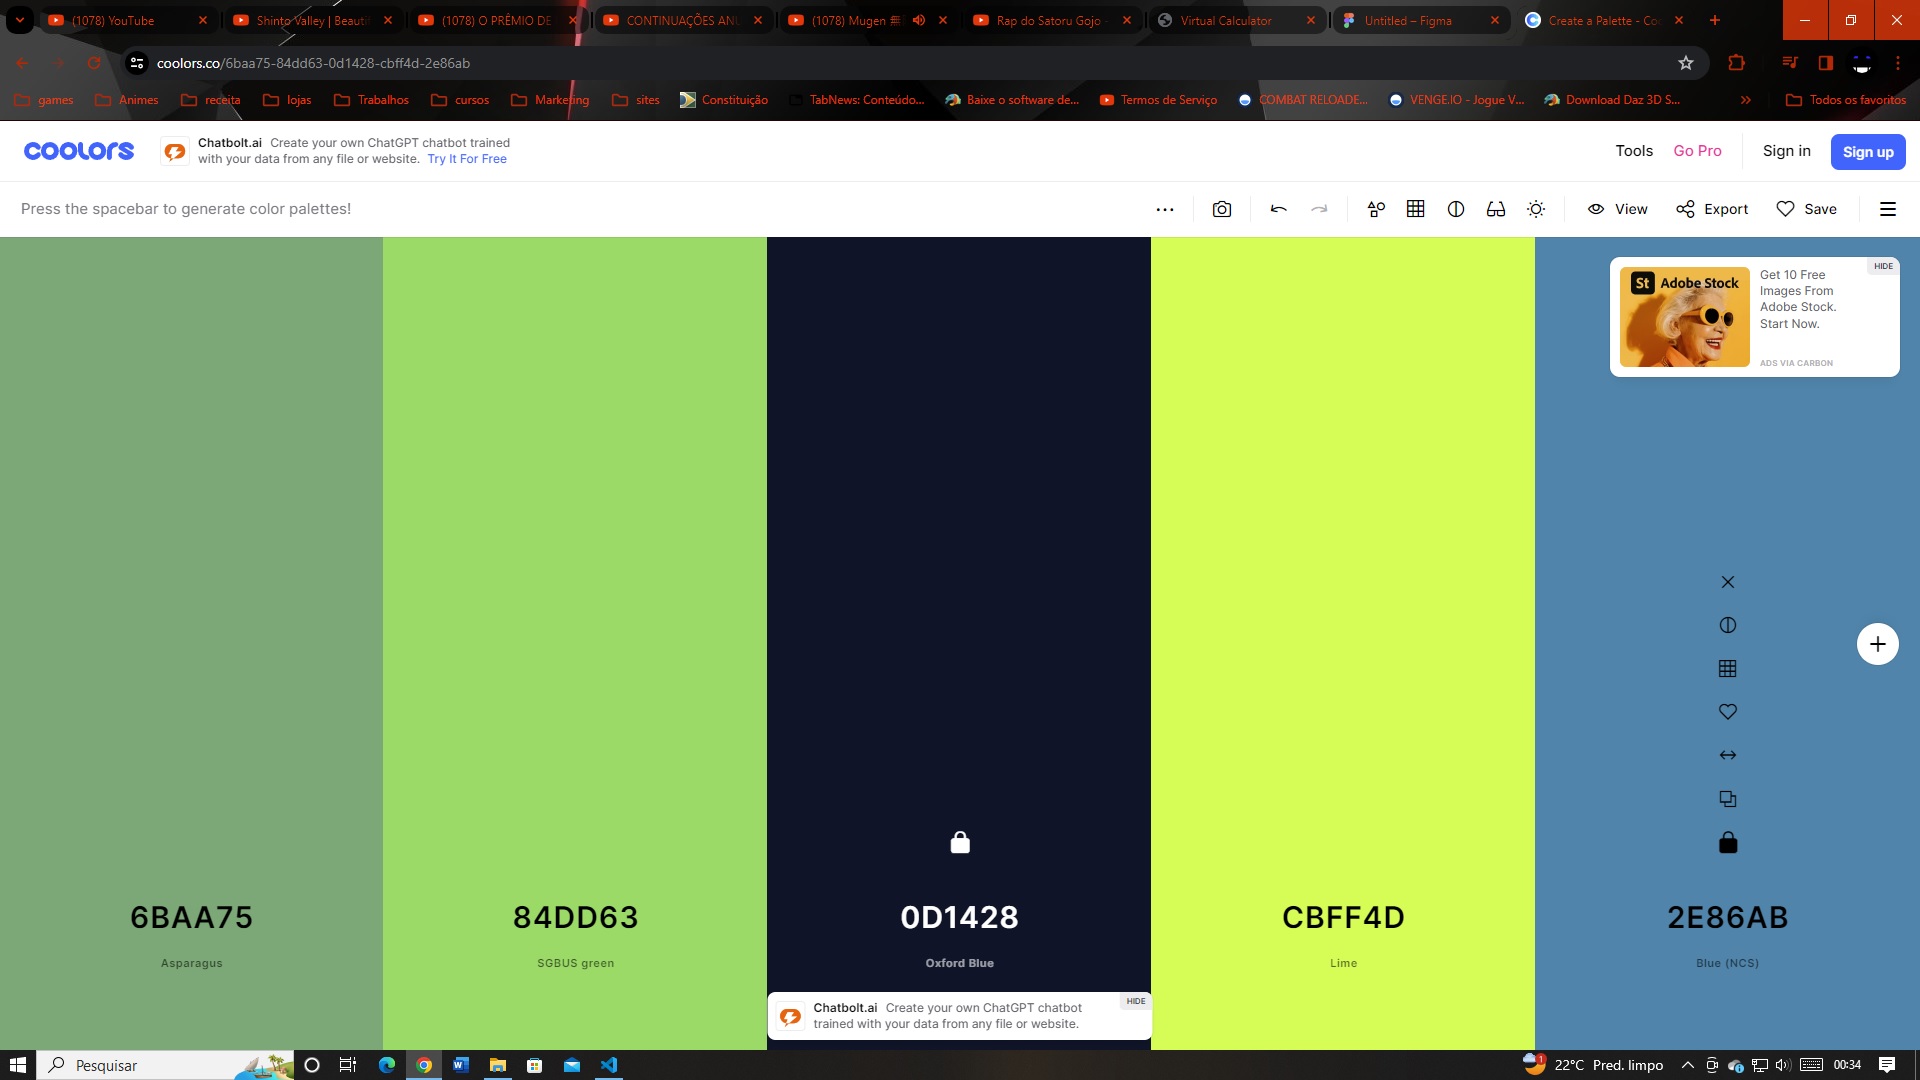 (1078) YouTube
Shinto Valley | Beautif
(1078) O PRÊMIO DE
CONTINUAÇÕES ANU
(1078) Mugen 無
Rap do Satoru Gojo -
Virtual Calculator
Untitled – Figma
Create a Palette - Coo
coolors.co/6baa75-84dd63-0d1428-cbff4d-2e86ab
games
Animes
receita
lojas
Trabalhos
cursos
Marketing
sites
Constituição
TabNews: Conteúdo...
Baixe o software de...
Termos de Serviço
COMBAT RELOADE...
VENGE.IO - Jogue V...
Download Daz 3D S...
Todos os favoritos
coolors
Chatbolt.ai Create your own ChatGPT chatbot trained
with your data from any file or website. Try It For Free
Tools
Go Pro
Sign in
Sign up
Press the spacebar to generate color palettes!
View
Export
Save
HIDE
St Adobe Stock
Get 10 Free
Images From
Adobe Stock.
Start Now.
ADS VIA CARBON
6BAA75
84DD63
0D1428
CBFF4D
2E86AB
Asparagus
SGBUS green
Oxford Blue
Lime
Blue (NCS)
Chatbolt.ai Create your own ChatGPT chatbot
trained with your data from any file or website.
HIDE
Pesquisar
1
22°C Pred. limpo
00:34